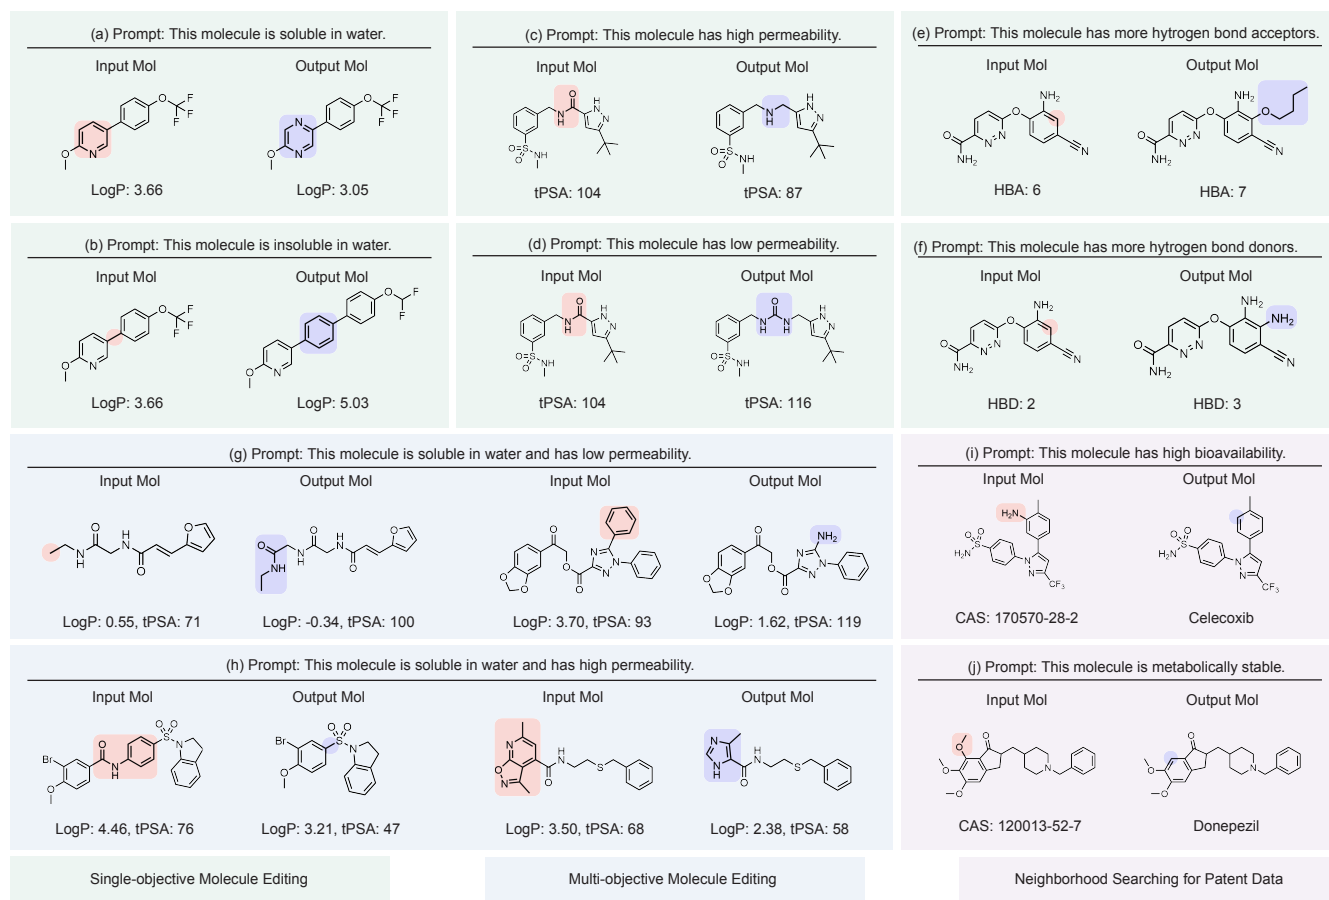 (a) Prompt: This molecule is soluble in water.
Input Mol
Output Mol
LogP: 3.66
LogP: 3.05
(b) Prompt: This molecule is insoluble in water.
Input Mol
Output Mol
LogP: 3.66
LogP: 5.03
(c) Prompt: This molecule has high permeability.
Input Mol
Output Mol
tPSA: 104
tPSA: 87
(d) Prompt: This molecule has low permeability.
Input Mol
Output Mol
tPSA: 104
tPSA: 116
(e) Prompt: This molecule has more hydrogen bond acceptors.
Input Mol
Output Mol
HBA: 6
HBA: 7
(f) Prompt: This molecule has more hydrogen bond donors.
Input Mol
Output Mol
HBD: 2
HBD: 3
(g) Prompt: This molecule is soluble in water and has low permeability.
Input Mol
Output Mol
Input Mol
Output Mol
LogP: 0.55, tPSA: 71
LogP: -0.34, tPSA: 100
LogP: 3.70, tPSA: 93
LogP: 1.62, tPSA: 119
(h) Prompt: This molecule is soluble in water and has high permeability.
Input Mol
Output Mol
Input Mol
Output Mol
LogP: 4.46, tPSA: 76
LogP: 3.21, tPSA: 47
LogP: 3.50, tPSA: 68
LogP: 2.38, tPSA: 58
(i) Prompt: This molecule has high bioavailability.
Input Mol
Output Mol
CAS: 170570-28-2
Celecoxib
(j) Prompt: This molecule is metabolically stable.
Input Mol
Output Mol
CAS: 120013-52-7
Donepezil
Single-objective Molecule Editing
Multi-objective Molecule Editing
Neighborhood Searching for Patent Data